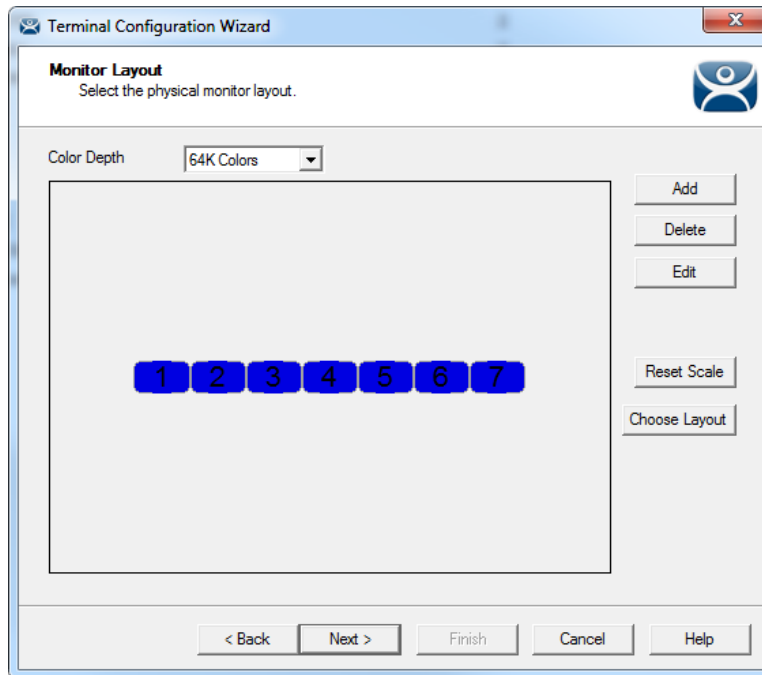 Terminal Configuration Wizard
Monitor Layout
Select the physical monitor layout.
Color Depth
64K Colors
Add
Delete
Edit
1 2 3 4 5 6 7
Reset Scale
Choose Layout
< Back
Next >
Finish
Cancel
Help